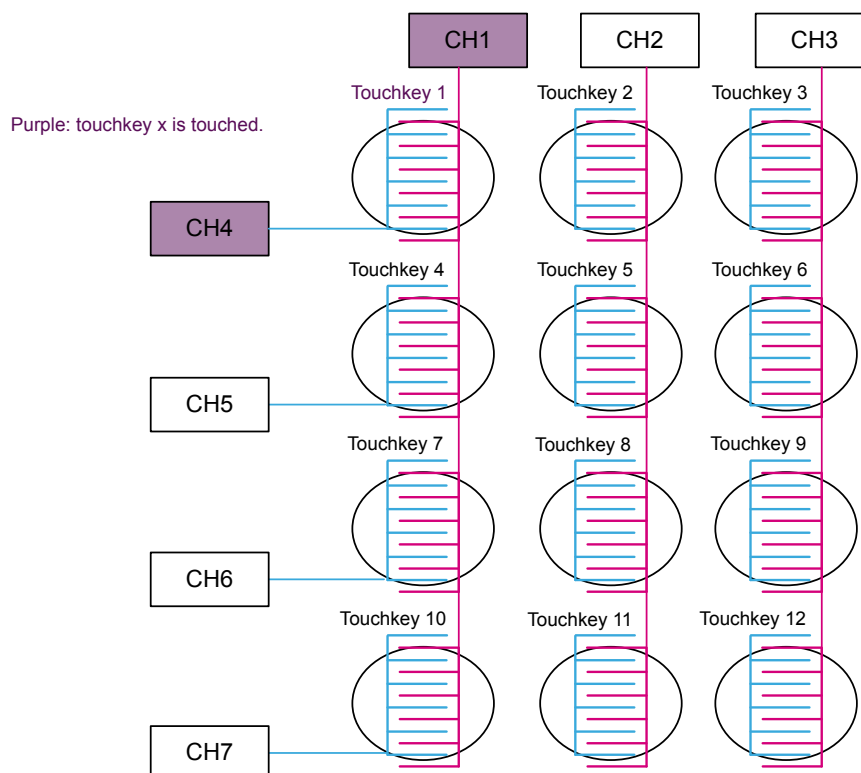 CH1 CH2 CH3
Touchkey 1 Touchkey 2 Touchkey 3
Purple: touchkey x is touched.
CH4
Touchkey 4 Touchkey 5 Touchkey 6
CH5
Touchkey 7 Touchkey 8 Touchkey 9
CH6
Touchkey 10 Touchkey 11 Touchkey 12
CH7